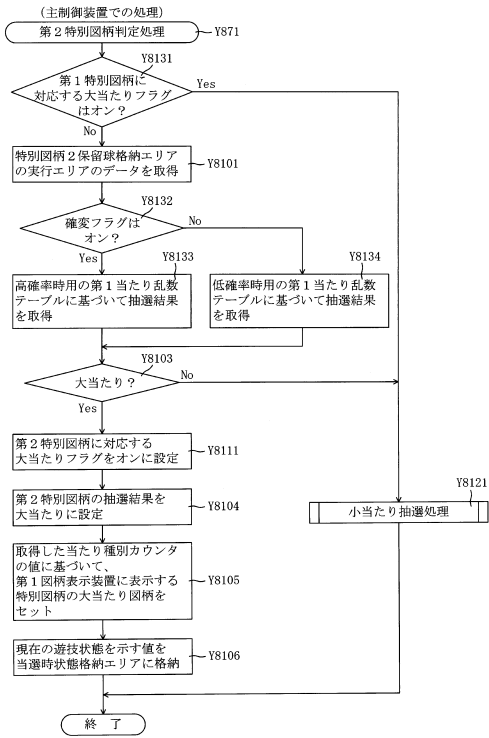 (主制御装置での処理)
第2特別図柄判定処理
Y871
Y8131
第1特別図柄に
対応する大当たりフラグ
はオン?
Yes
No
特別図柄2保留球格納エリア
の実行エリアのデータを取得
Y8101
Y8132
確変フラグは
オン?
No
Yes
Y8133
高確率時用の第1当たり乱数
テーブルに基づいて抽選結果
を取得
Y8134
低確率時用の第1当たり乱数
テーブルに基づいて抽選結果
を取得
Y8103
大当たり?
No
Yes
第2特別図柄に対応する
大当たりフラグをオンに設定
Y8111
第2特別図柄の抽選結果を
大当たりに設定
Y8104
Y8121
小当たり抽選処理
取得した当たり種別カウンタ
の値に基づいて、
第1図柄表示装置に表示する
特別図柄の大当たり図柄を
セット
Y8105
現在の遊技状態を示す値を
当選時状態格納エリアに格納
Y8106
終 了